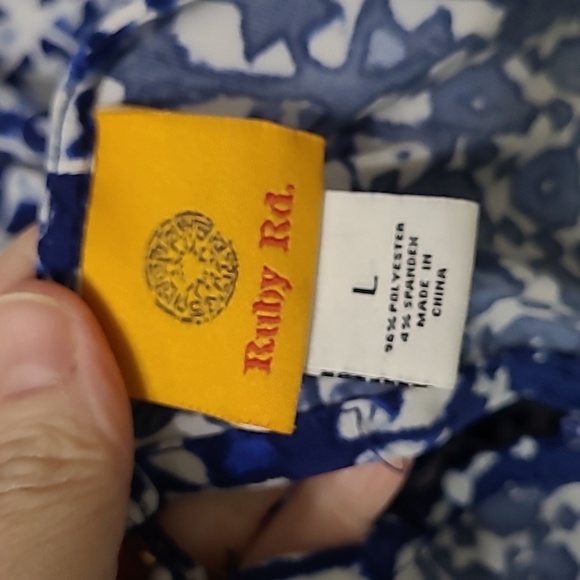 Ruby Rd.
L
96% POLYESTER
4% SPANDEX
MADE IN
CHINA